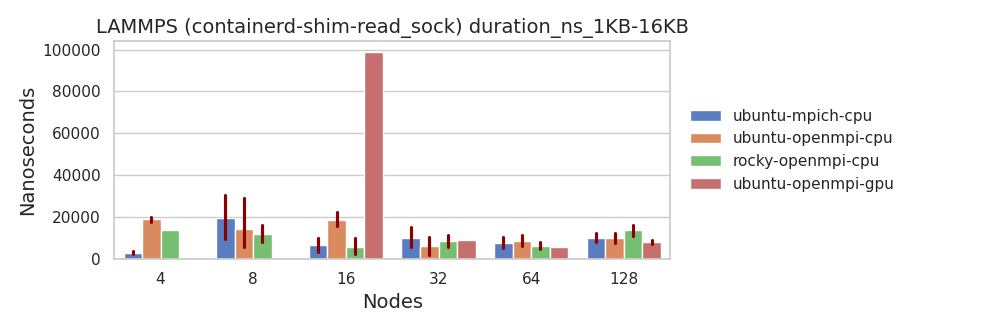 LAMMPS (containerd-shim-read_sock) duration_ns_1KB-16KB
Nanoseconds
100000
80000
60000
40000
20000
0
4 8 16 32 64 128
Nodes
ubuntu-mpich-cpu
ubuntu-openmpi-cpu
rocky-openmpi-cpu
ubuntu-openmpi-gpu